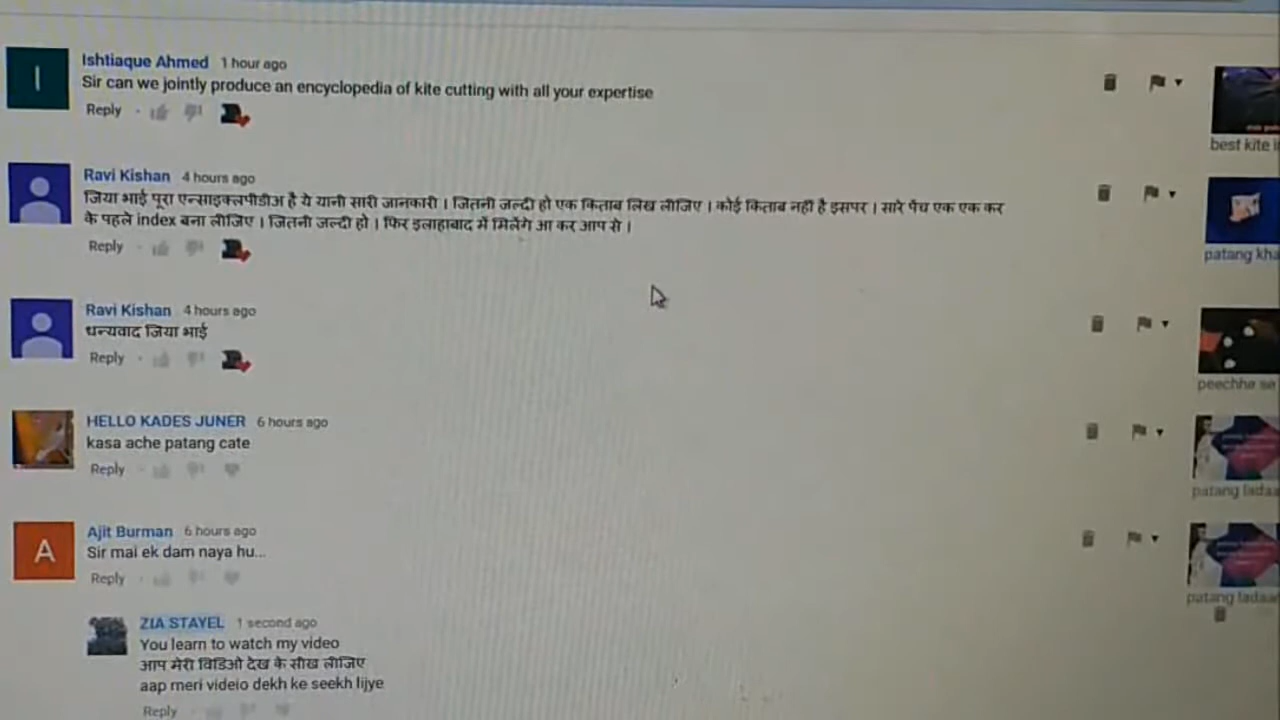 Ishtiaque Ahmed 1 hour ago
Sir can we jointly produce an encyclopedia of kite cutting with all your expertise
Reply
Ravi Kishan 4 hours ago
जिया भाई पूरा एन्साइक्लपीडीअ है ये यानी सारी जानकारी । जितनी जल्दी हो एक किताब लिख लीजिए । कोई किताब नहीं है इसपर । सारे पेंच एक एक कर
के पहले index बना लीजिए । जितनी जल्दी हो । फिर इलाहाबाद में मिलेंगे आ कर आप से ।
Reply
Ravi Kishan 4 hours ago
धन्यवाद जिया भाई
Reply
HELLO KADES JUNER 6 hours ago
kasa ache patang cate
Reply
A
Ajit Burman 6 hours ago
Sir mai ek dam naya hu...
Reply
ZIA STAYEL 1 second ago
You learn to watch my video
आप मेरी विडिओ देख के सीख लीजिए
aap meri videio dekh ke seekh lijye
Reply
I
best kite
patang kha
peechhe se
patang ladaa
patang ladaa